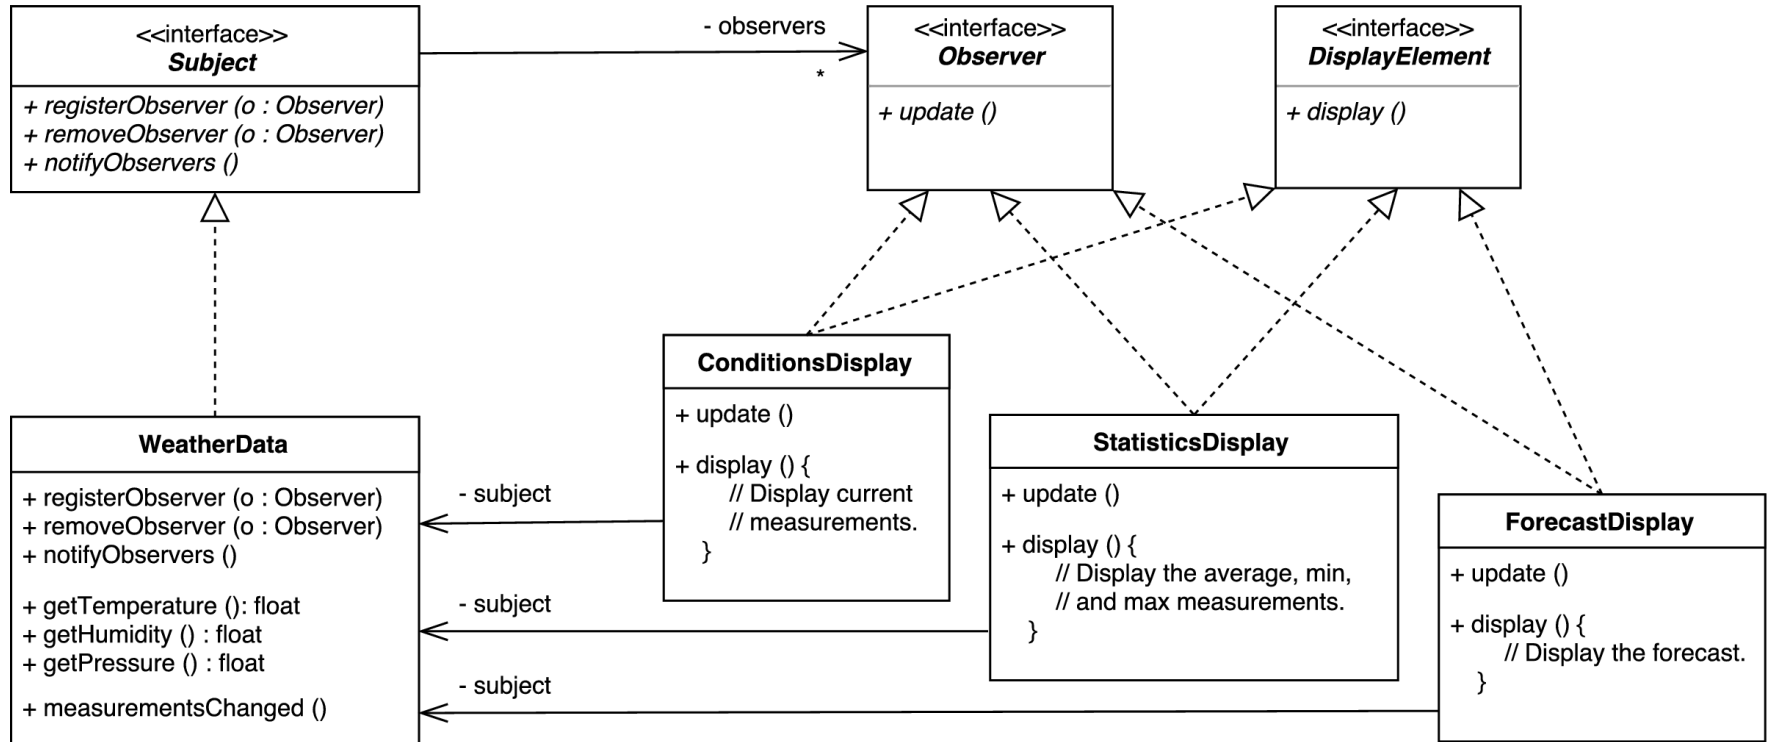 <<interface>>
Subject
+ registerObserver (o : Observer)
+ removeObserver (o : Observer)
+ notifyObservers ()
- observers
*
<<interface>>
Observer
+ update ()
<<interface>>
DisplayElement
+ display ()
WeatherData
+ registerObserver (o : Observer)
+ removeObserver (o : Observer)
+ notifyObservers ()
+ getTemperature (): float
+ getHumidity () : float
+ getPressure () : float
+ measurementsChanged ()
- subject
- subject
- subject
ConditionsDisplay
+ update ()
+ display () {
// Display current
// measurements.
}
StatisticsDisplay
+ update ()
+ display () {
// Display the average, min,
// and max measurements.
}
ForecastDisplay
+ update ()
+ display () {
// Display the forecast.
}